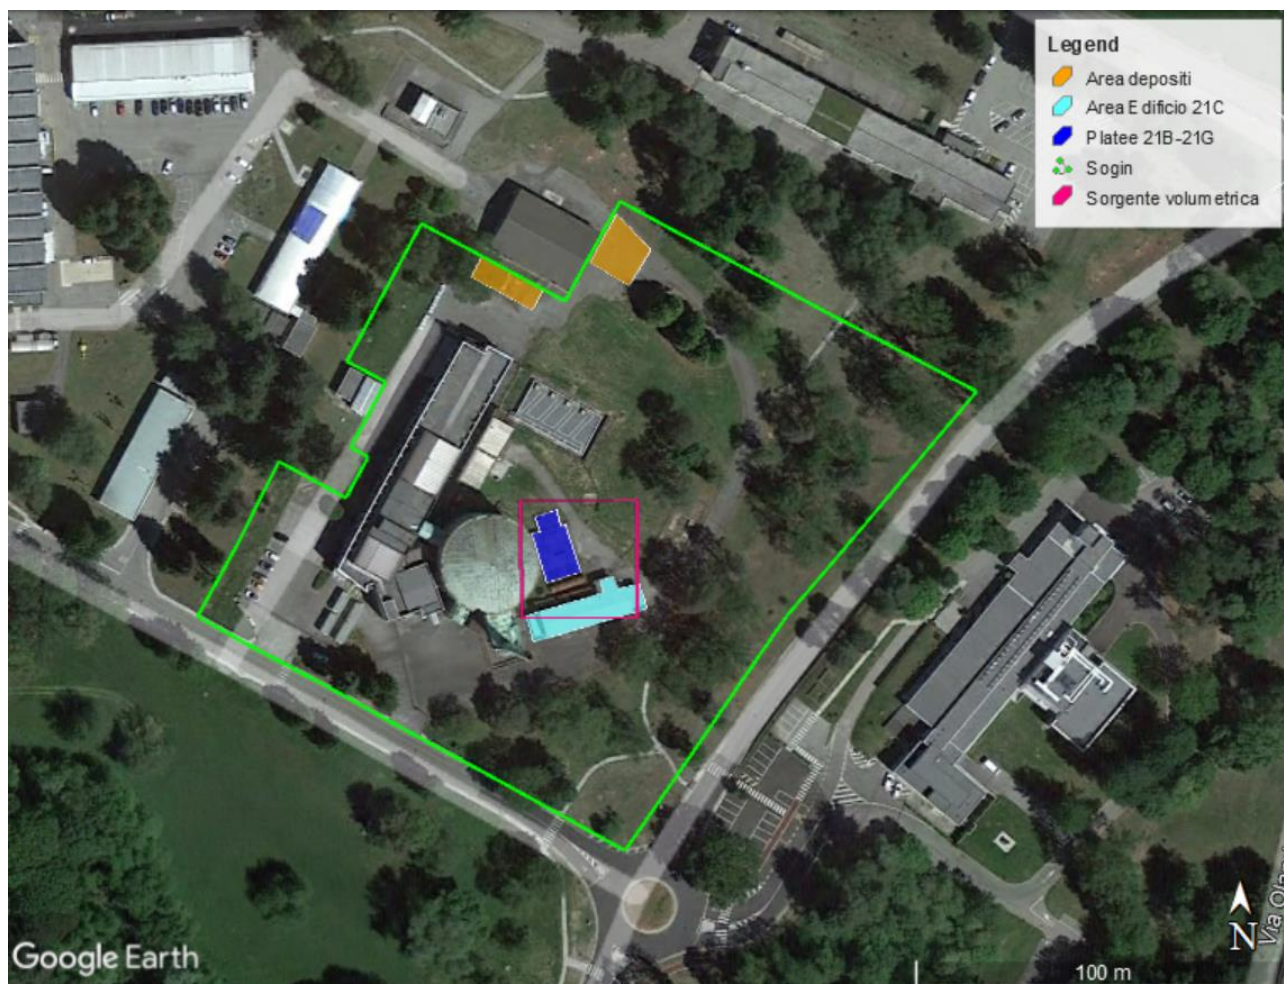 Legend
Area depositi
Area Edificio 21C
Platee 21B-21G
Sogin
Sorgente volumetrica
Google Earth
N
100 m